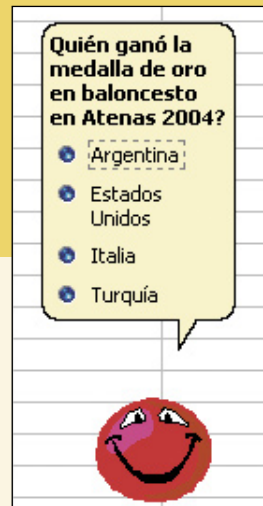 Quién ganó la
medalla de oro
en baloncesto
en Atenas 2004?
Argentina
Estados
Unidos
Italia
Turquía